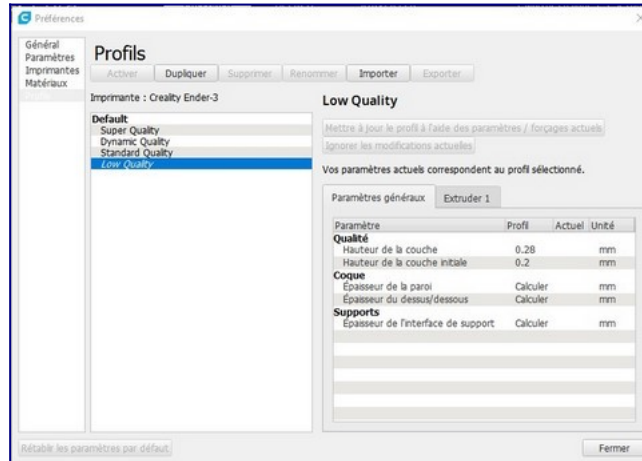 Préférences
Général
Paramètres
Imprimantes
Matériaux
Profils
Activer Dupliquer Supprimer Renommer Importer Exporter
Imprimante : Creality Ender-3
Default
Super Quality
Dynamic Quality
Standard Quality
Low Quality
Low Quality
Mettre à jour le profil à l'aide des paramètres / forçages actuels
Ignorer les modifications actuelles
Vos paramètres actuels correspondent au profil sélectionné.
Paramètres généraux Extruder 1
Paramètre Profil Actuel Unité
Qualité
Hauteur de la couche 0.28 mm
Hauteur de la couche initiale 0.2 mm
Coque
Épaisseur de la paroi Calculer mm
Épaisseur du dessus/dessous Calculer mm
Supports
Épaisseur de l'interface de support Calculer mm
Rétablir les paramètres par défaut
Fermer